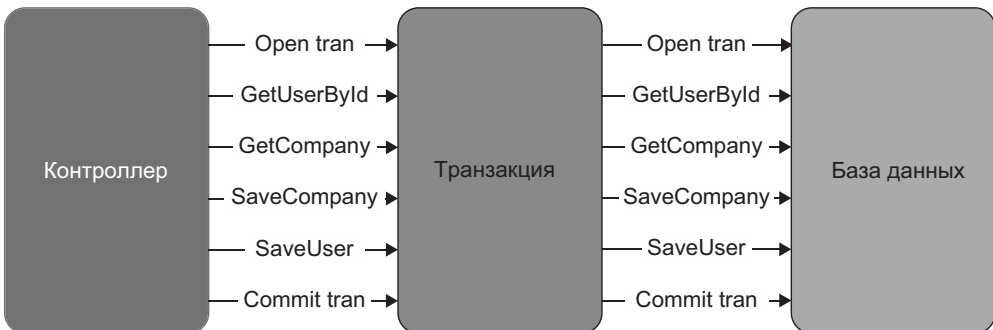 Open tran
Open tran
GetUserById
GetUserById
GetCompany
GetCompany
Контроллер
Транзакция
База данных
SaveCompany
SaveCompany
SaveUser
SaveUser
Commit tran
Commit tran